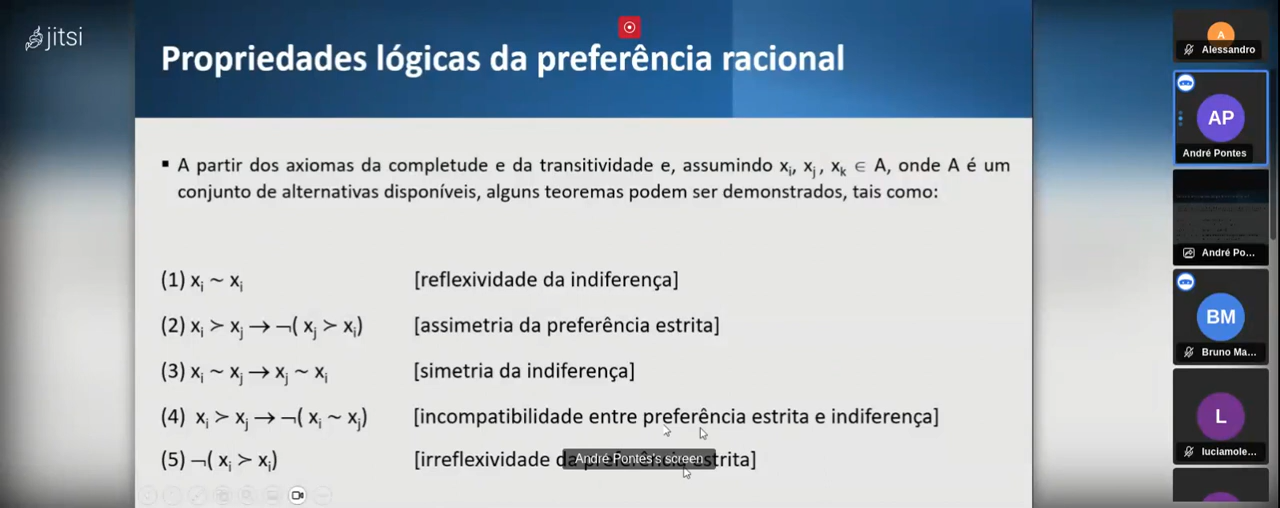 jitsi
Propriedades lógicas da preferência racional
▪ A partir dos axiomas da completude e da transitividade e, assumindo xᵢ, xⱼ, xₖ ∈ A, onde A é um
conjunto de alternativas disponíveis, alguns teoremas podem ser demonstrados, tais como:
(1) xᵢ ~ xᵢ [reflexividade da indiferença]
(2) xᵢ ≻ xⱼ → ¬( xⱼ ≻ xᵢ) [assimetria da preferência estrita]
(3) xᵢ ~ xⱼ → xⱼ ~ xᵢ [simetria da indiferença]
(4) xᵢ ≻ xⱼ → ¬( xᵢ ~ xⱼ) [incompatibilidade entre preferência estrita e indiferença]
(5) ¬( xᵢ ≻ xᵢ) [irreflexividade da preferência estrita]
André Pontes's screen
A
Alessandro
AP
André Pontes
André Po...
BM
Bruno Ma...
L
luciamole...